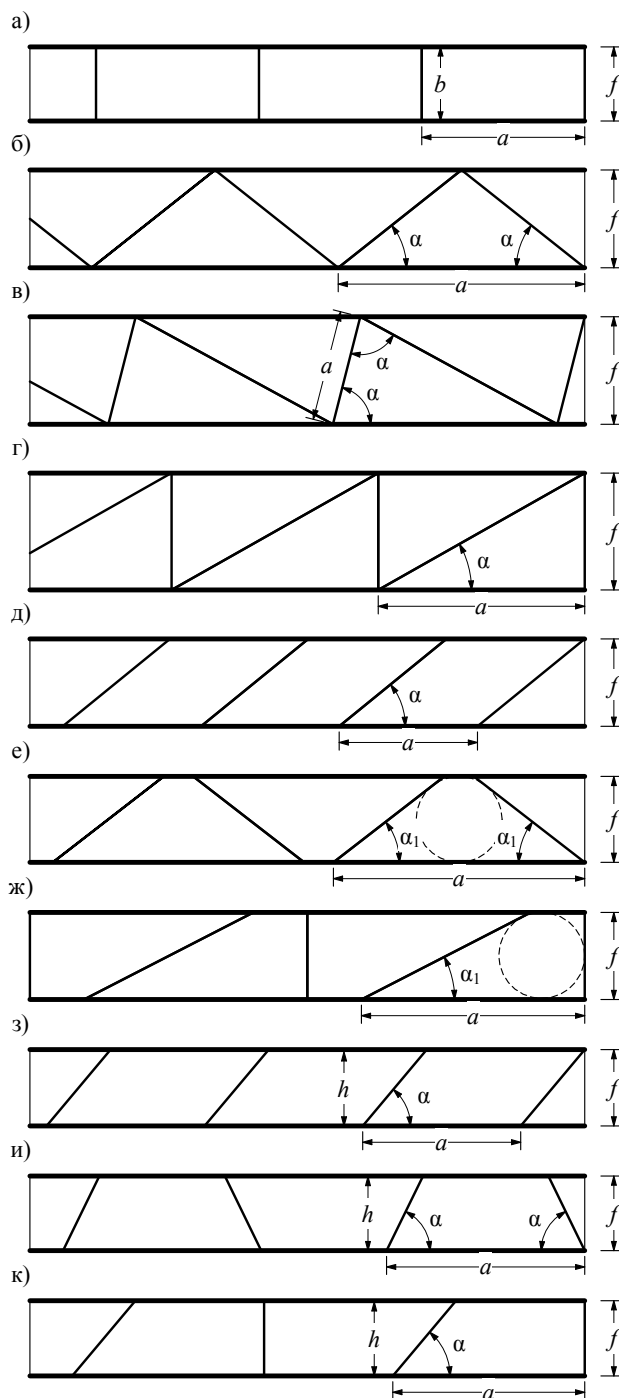 а)
b f
a
б)
α α f
a
в)
a α α f
г)
α f
a
д)
α f
a
е)
α1 α1 f
a
ж)
α1 f
a
з)
h α f
a
и)
h α α f
a
к)
h α f
a